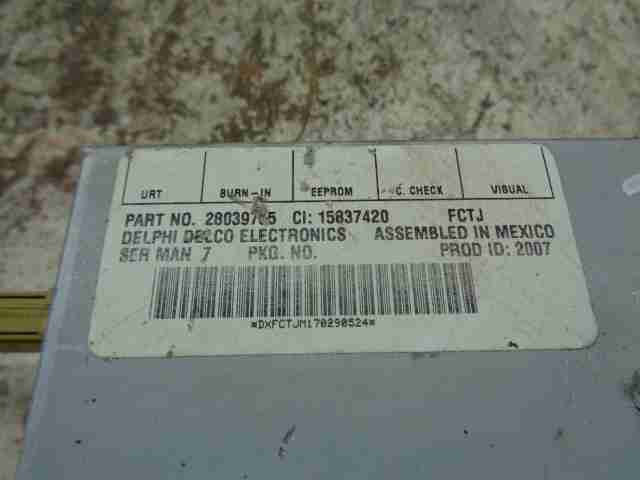 URT BURN-IN EEPROM C. CHECK VISUAL
PART NO. CI: 15837420 FCTJ
DELPHI DELCO ELECTRONICS ASSEMBLED IN MEXICO
SER MAN 7 PKG. NO. PROD ID: 2007
*DXFCTJM170290524*